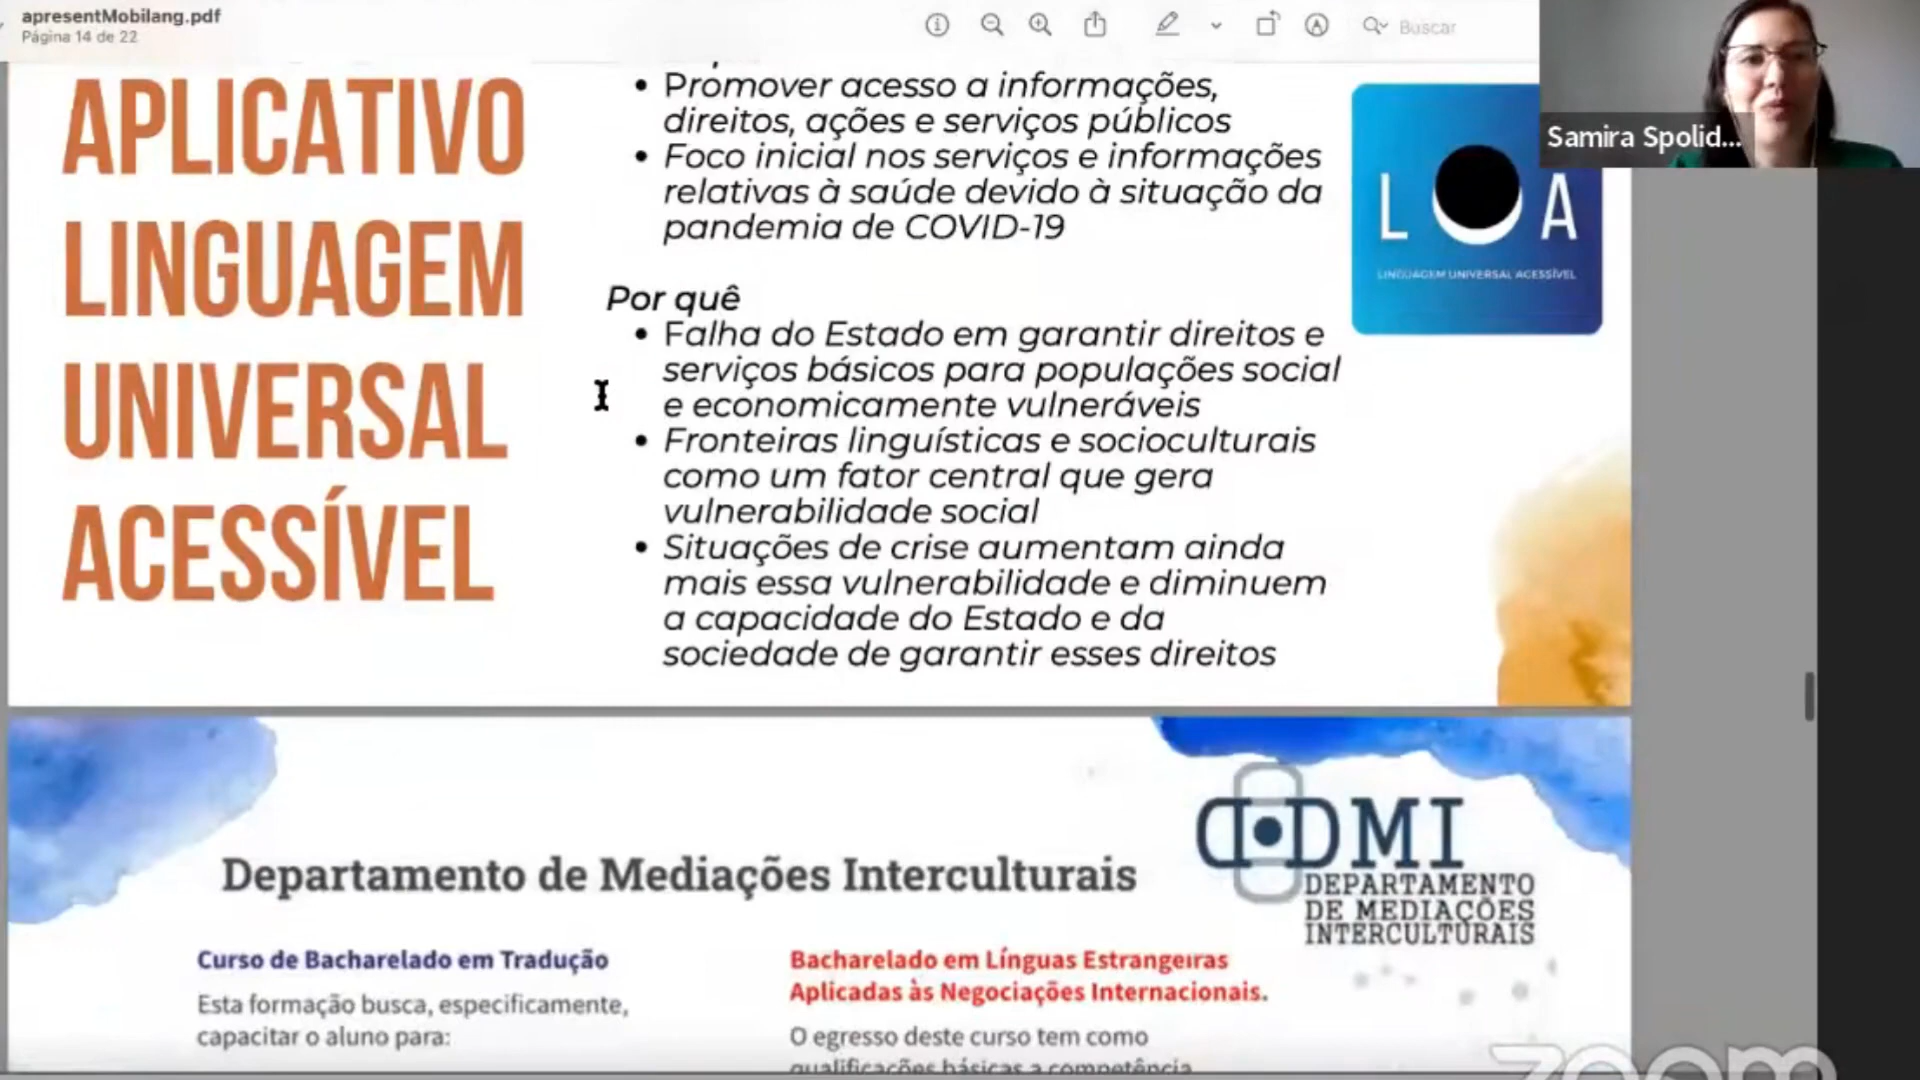 apresentMobilang.pdf
Página 14 de 22
Buscar
Samira Spolid...
APLICATIVO
LINGUAGEM
UNIVERSAL
ACESSÍVEL
• Promover acesso a informações,
direitos, ações e serviços públicos
• Foco inicial nos serviços e informações
relativas à saúde devido à situação da
pandemia de COVID-19
Por quê
• Falha do Estado em garantir direitos e
serviços básicos para populações social
e economicamente vulneráveis
• Fronteiras linguísticas e socioculturais
como um fator central que gera
vulnerabilidade social
• Situações de crise aumentam ainda
mais essa vulnerabilidade e diminuem
a capacidade do Estado e da
sociedade de garantir esses direitos
LUA
LINGUAGEM UNIVERSAL ACESSÍVEL
Departamento de Mediações Interculturais
DMI
DEPARTAMENTO
DE MEDIAÇÕES
INTERCULTURAIS
Curso de Bacharelado em Tradução
Esta formação busca, especificamente,
capacitar o aluno para:
Bacharelado em Línguas Estrangeiras
Aplicadas às Negociações Internacionais.
O egresso deste curso tem como
qualificações básicas a competência
zoom